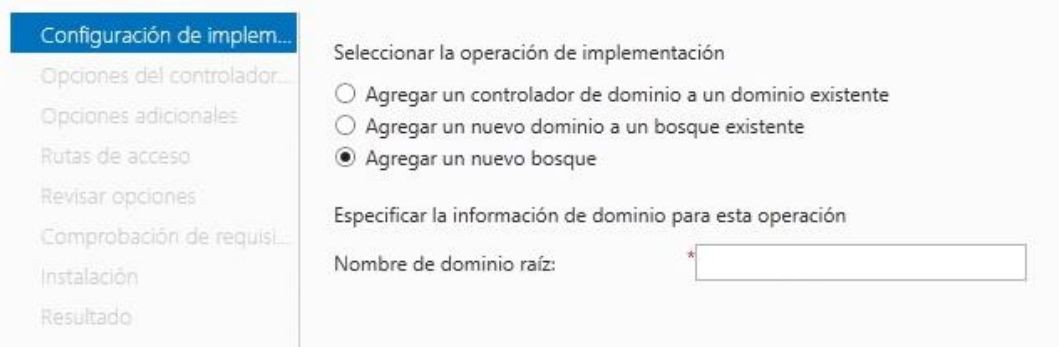 Configuración de implem...
Opciones del controlador...
Opciones adicionales
Rutas de acceso
Revisar opciones
Comprobación de requisi...
Instalación
Resultado
Seleccionar la operación de implementación
Agregar un controlador de dominio a un dominio existente
Agregar un nuevo dominio a un bosque existente
Agregar un nuevo bosque
Especificar la información de dominio para esta operación
Nombre de dominio raíz: *